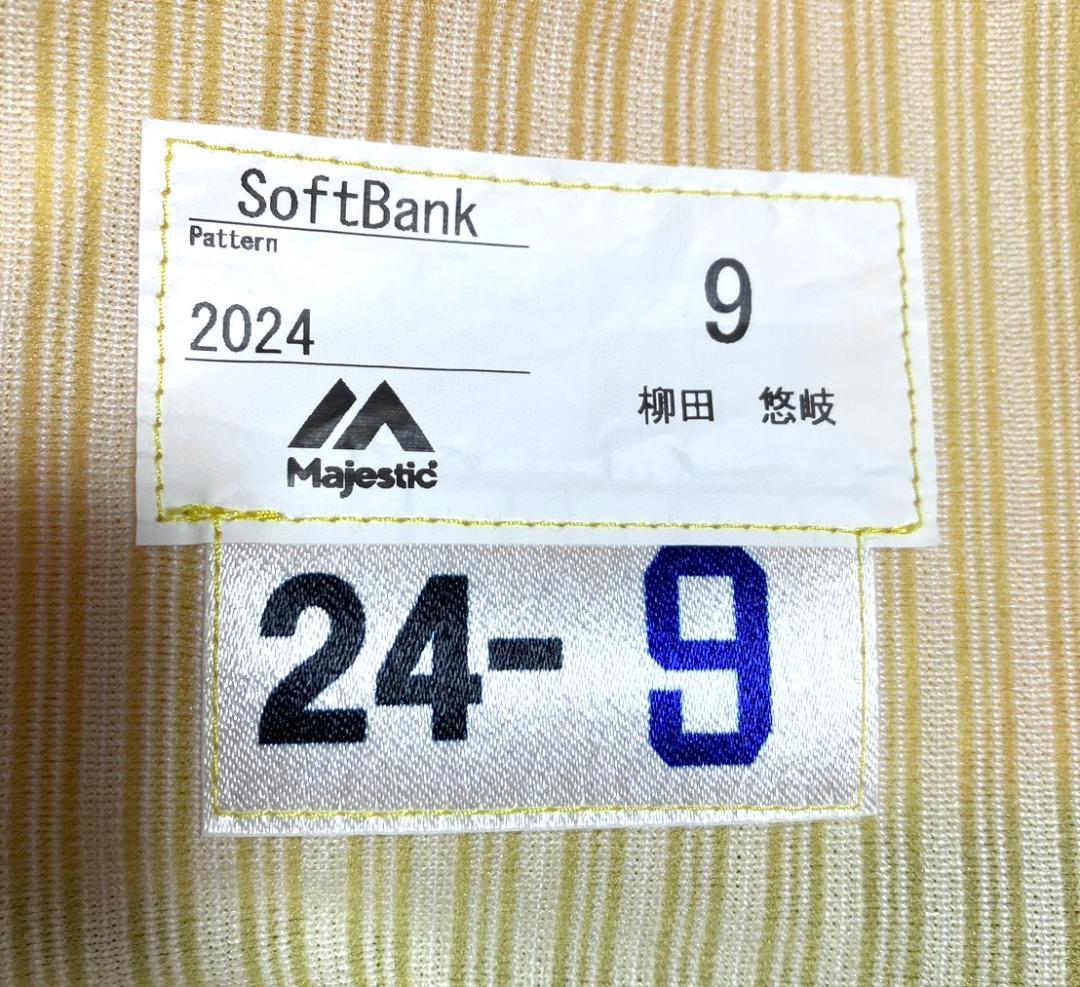 SoftBank
Pattern
2024
9
柳田 悠岐
Majestic
24-9